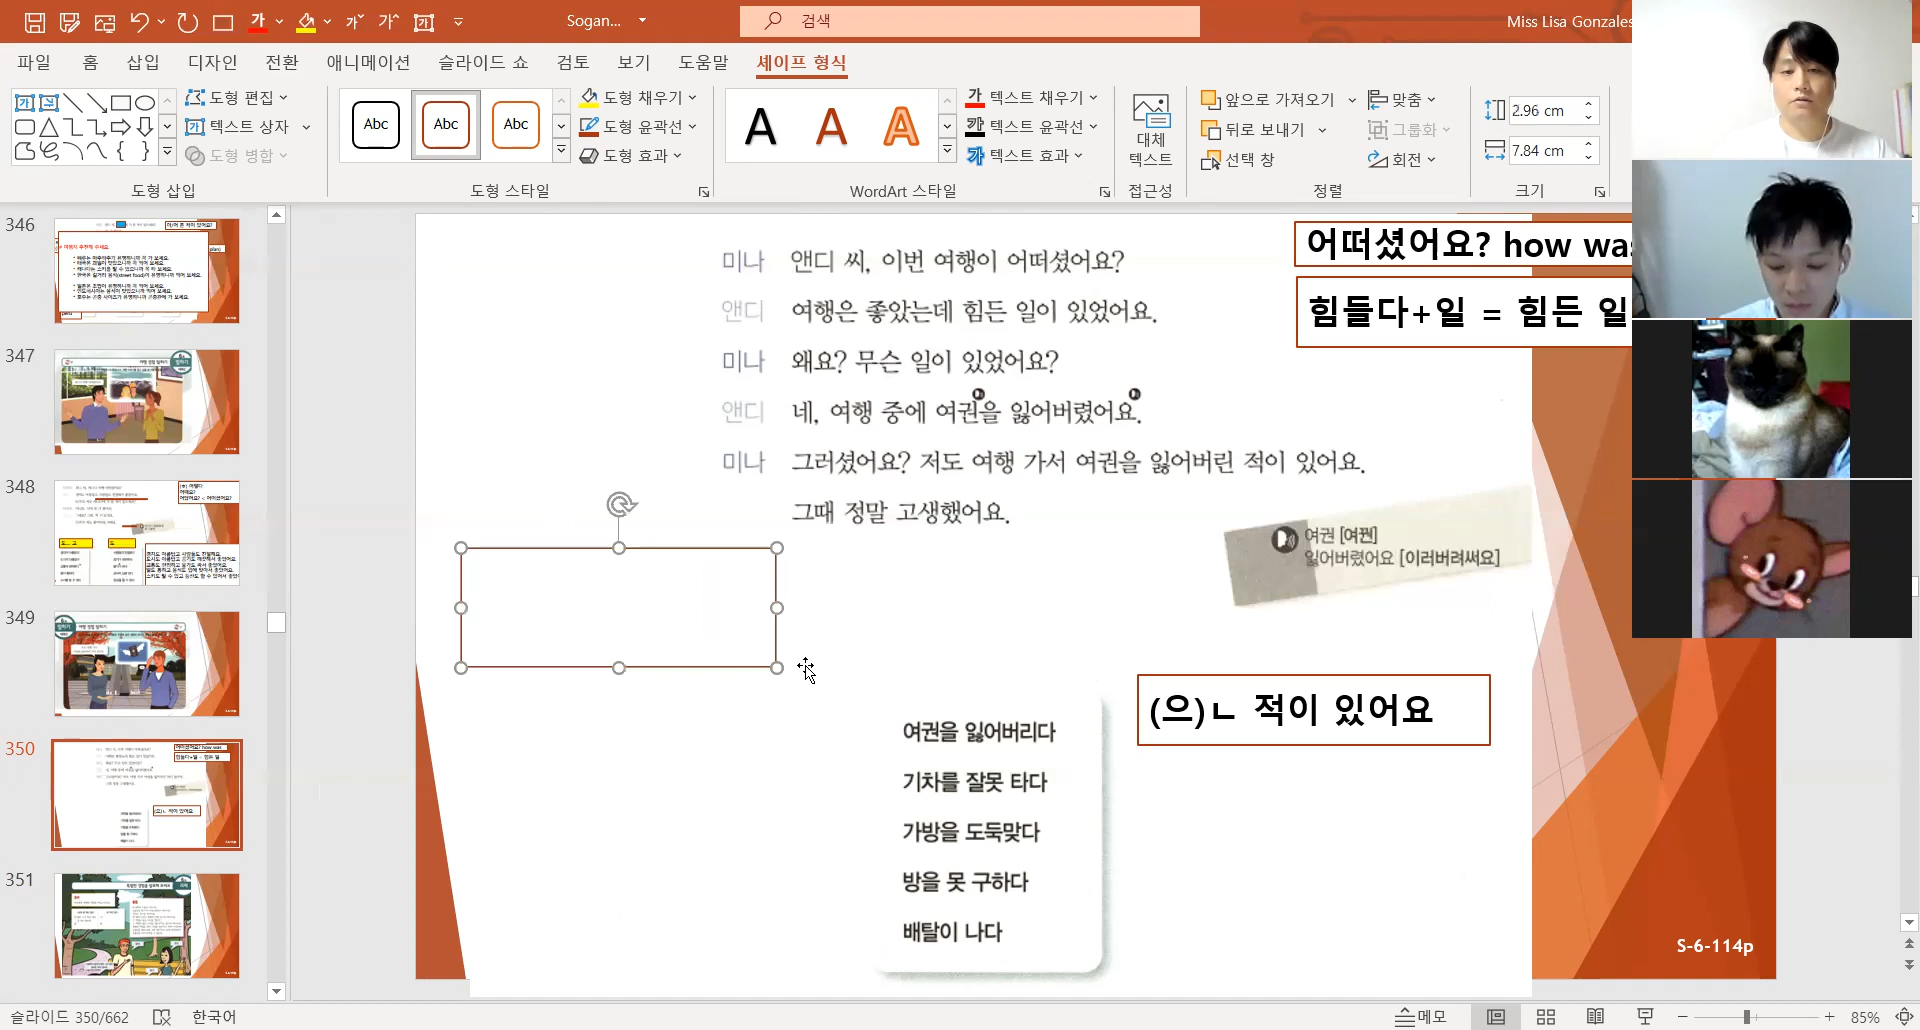 Sogan...
검색
Miss Lisa Gonzales
파일 홈 삽입 디자인 전환 애니메이션 슬라이드 쇼 검토 보기 도움말 셰이프 형식
도형 편집
텍스트 상자
도형 병합
도형 삽입
Abc Abc Abc
도형 채우기
도형 윤곽선
도형 효과
도형 스타일
A A A
텍스트 채우기
텍스트 윤곽선
텍스트 효과
WordArt 스타일
대체
텍스트
접근성
앞으로 가져오기
뒤로 보내기
선택 창
맞춤
그룹화
회전
정렬
2.96 cm
7.84 cm
크기
346
347
348
349
350
351
미나 앤디 씨, 이번 여행이 어떠셨어요?
앤디 여행은 좋았는데 힘든 일이 있었어요.
미나 왜요? 무슨 일이 있었어요?
앤디 네, 여행 중에 여권을 잃어버렸어요.
미나 그러셨어요? 저도 여행 가서 여권을 잃어버린 적이 있어요.
그때 정말 고생했어요.
어떠셨어요? how was
힘들다+일 = 힘든 일
여권 [여꿘]
잃어버렸어요 [이러버려써요]
(으)ㄴ 적이 있어요
여권을 잃어버리다
기차를 잘못 타다
가방을 도둑맞다
방을 못 구하다
배탈이 나다
S-6-114p
슬라이드 350/662
한국어
메모
85%